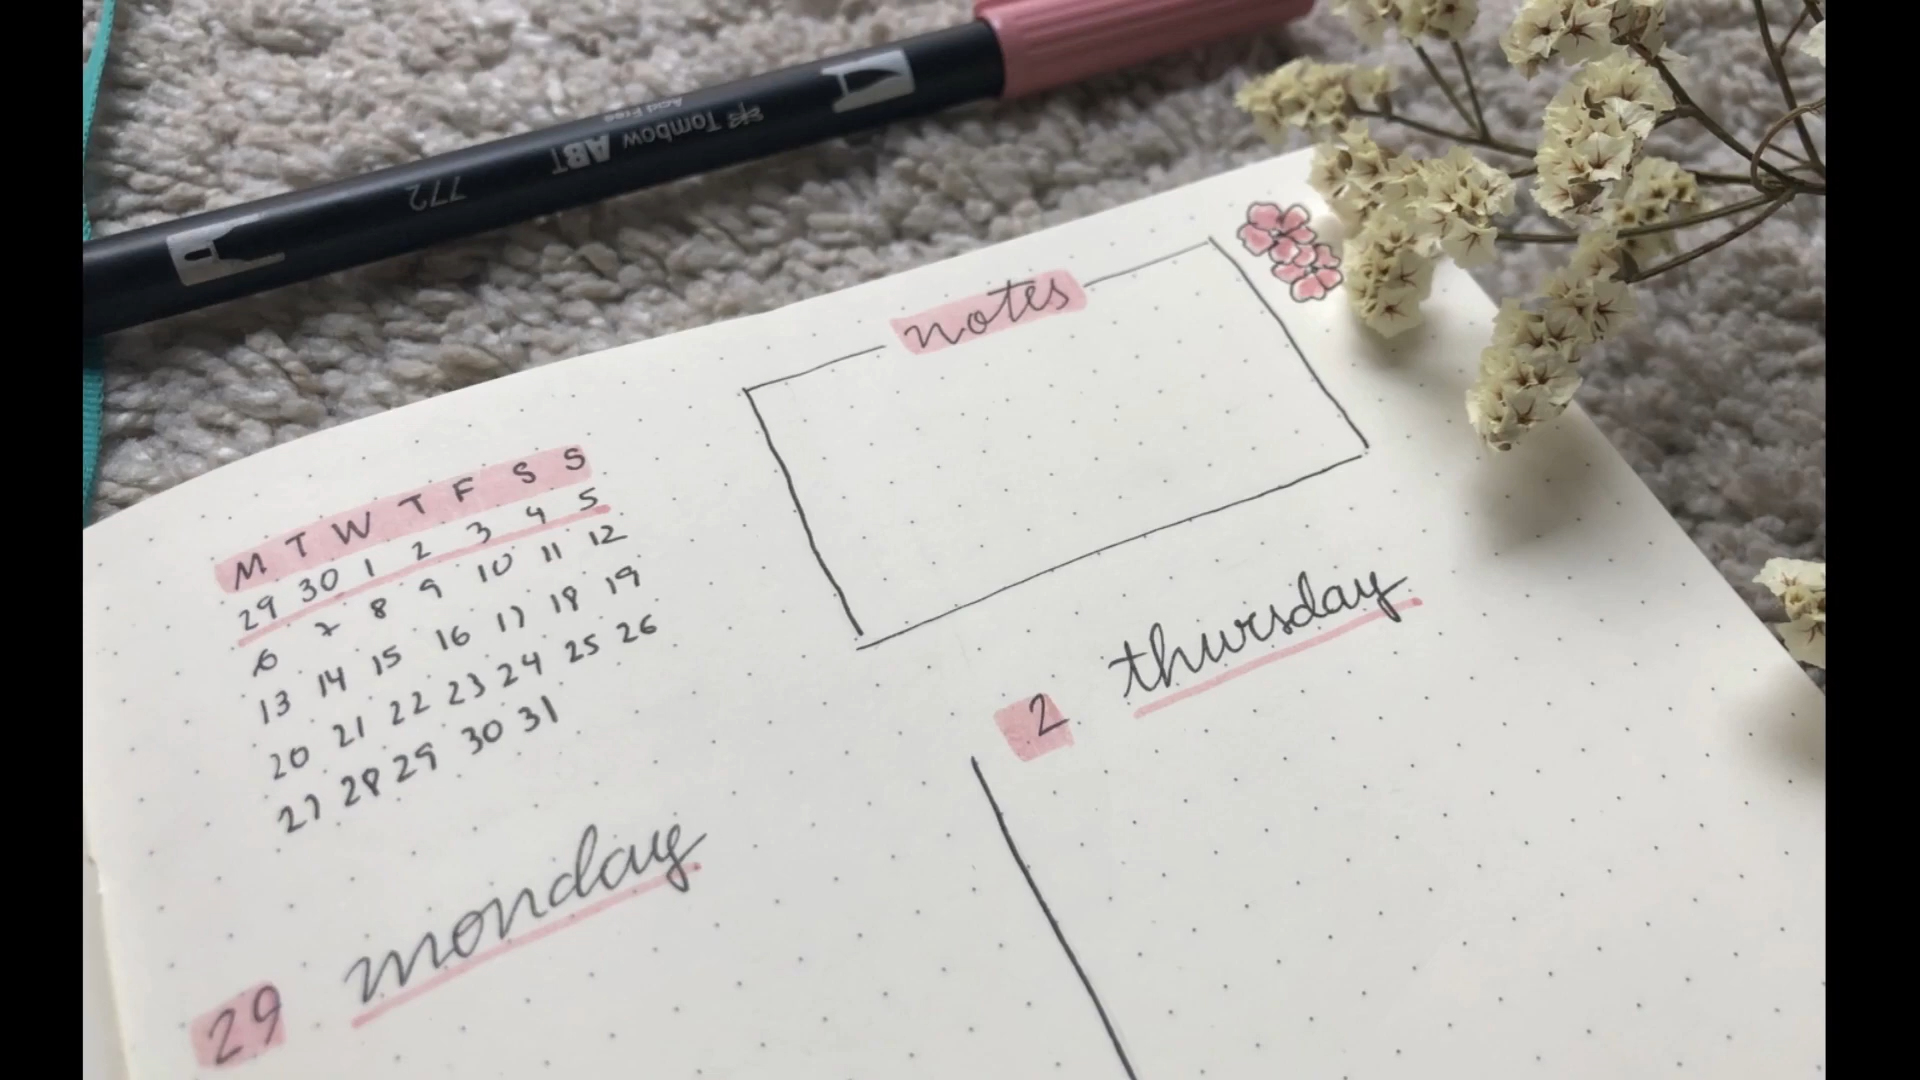 Tombow ABT
Acid Free
772
notes
M T W T F S S
29 30 1 2 3 4 5
6 7 8 9 10 11 12
13 14 15 16 17 18 19
20 21 22 23 24 25 26
27 28 29 30 31
2 thursday
29 monday